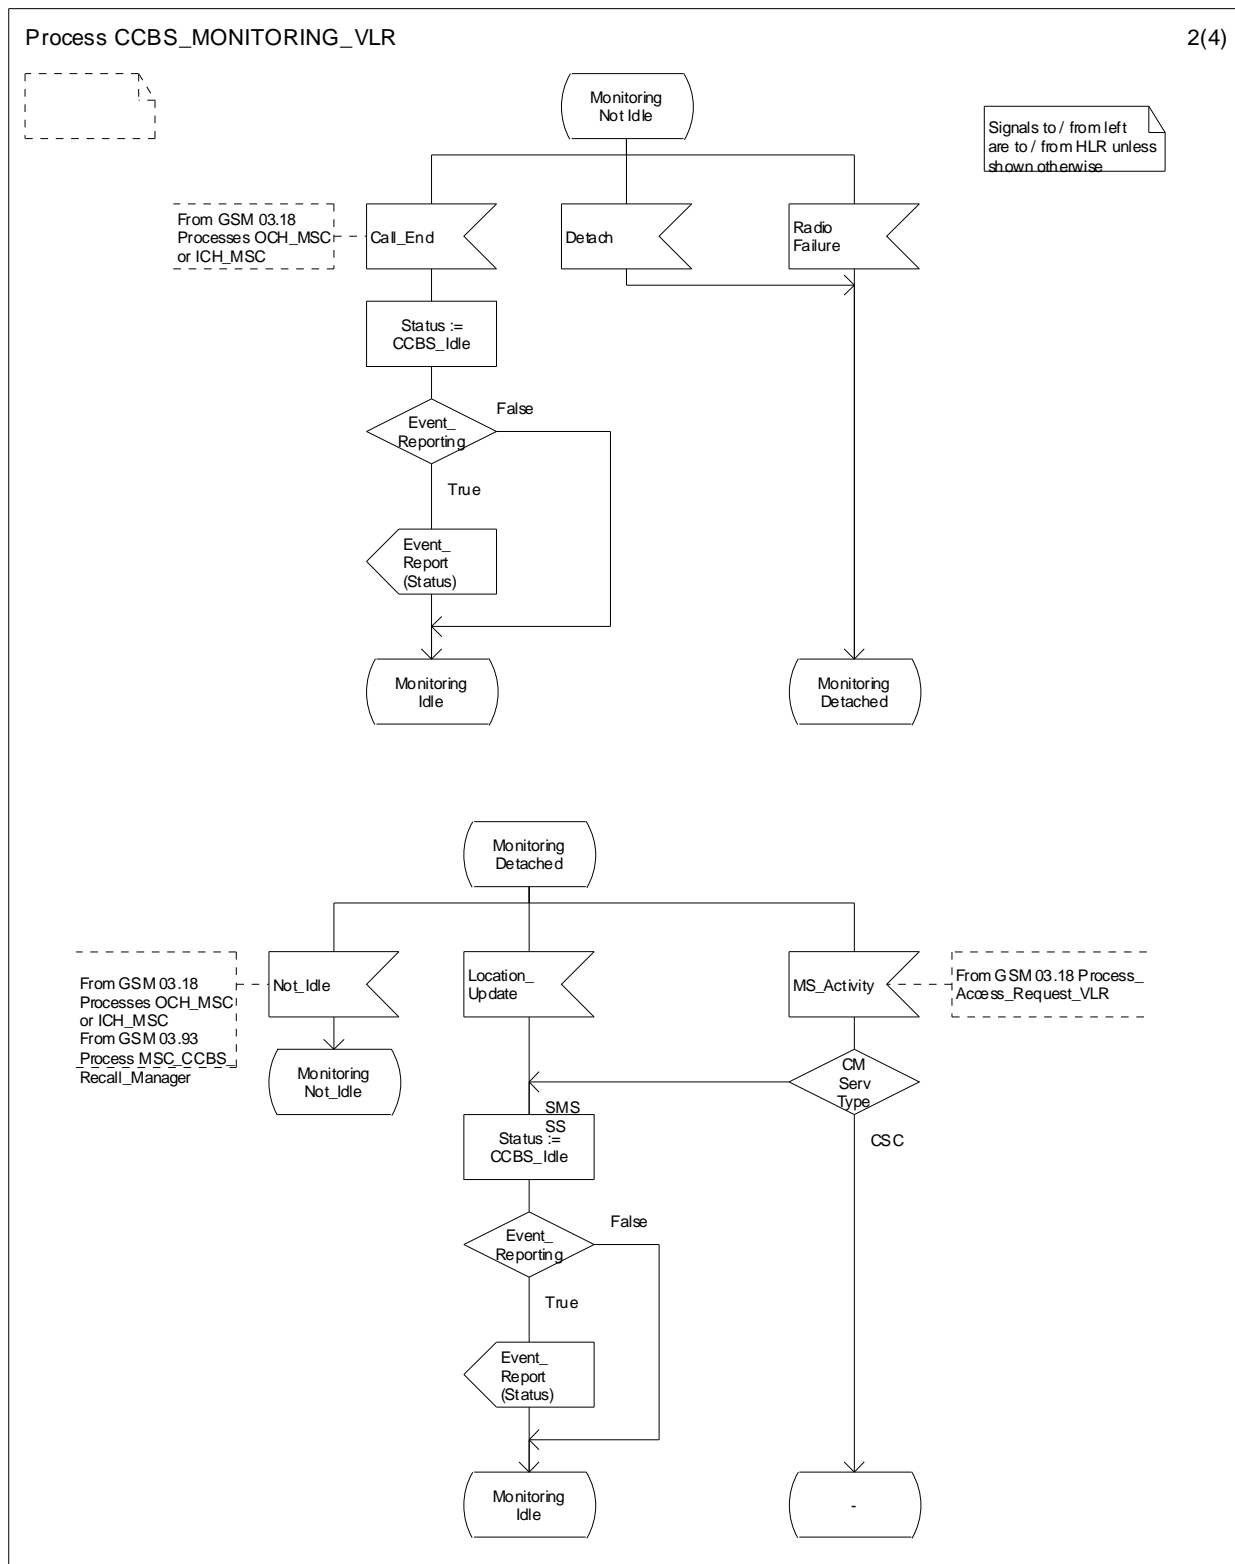 Process CCBS_MONITORING_VLR
2(4)
Monitoring
Not Idle
Signals to / from left
are to / from HLR unless
shown otherwise
From GSM 03.18
Processes OCH_MSC
or ICH_MSC
Call_End
Detach
Radio
Failure
Status :=
CCBS_Idle
Event_
Reporting
False
True
Event_
Report
(Status)
Monitoring
Idle
Monitoring
Detached
Monitoring
Detached
From GSM 03.18
Processes OCH_MSC
or ICH_MSC
From GSM 03.93
Process MSC_CCBS_
Recall_Manager
Not_Idle
Location_
Update
MS_Activity
From GSM 03.18 Process_
Access_Request_VLR
Monitoring
Not_Idle
CM
Serv
Type
SMS
SS
CSC
Status :=
CCBS_Idle
Event_
Reporting
False
True
Event_
Report
(Status)
Monitoring
Idle
-